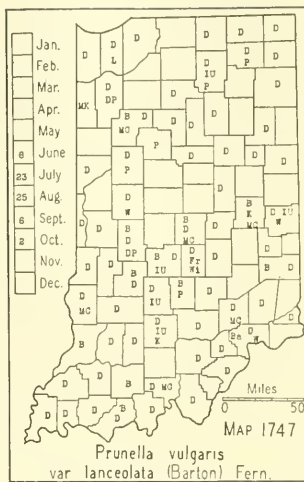 Jan.
Feb.
Mar.
Apr.
May
6 June
23 July
25 Aug.
6 Sept.
2 Oct.
Nov.
Dec.
D
D
L
D
D
D
D
D
P
MK
D
DP
D
D
IU
P
D
D
B
MC
P
D
D
D
P
D
W
B
D
MC
B
K
MC
D IU
W
B
D
DP
B
IU
D
D
Fr
Wi
B
D
D
MC
D
IU
B
P
D
D
MC
B
D
D
IU
K
D
Ba
D
W
D
B
D MC
D
B
D
D
Miles
0
50
MAP 1747
Prunella vulgaris
var lanceolata (Barton) Fern.